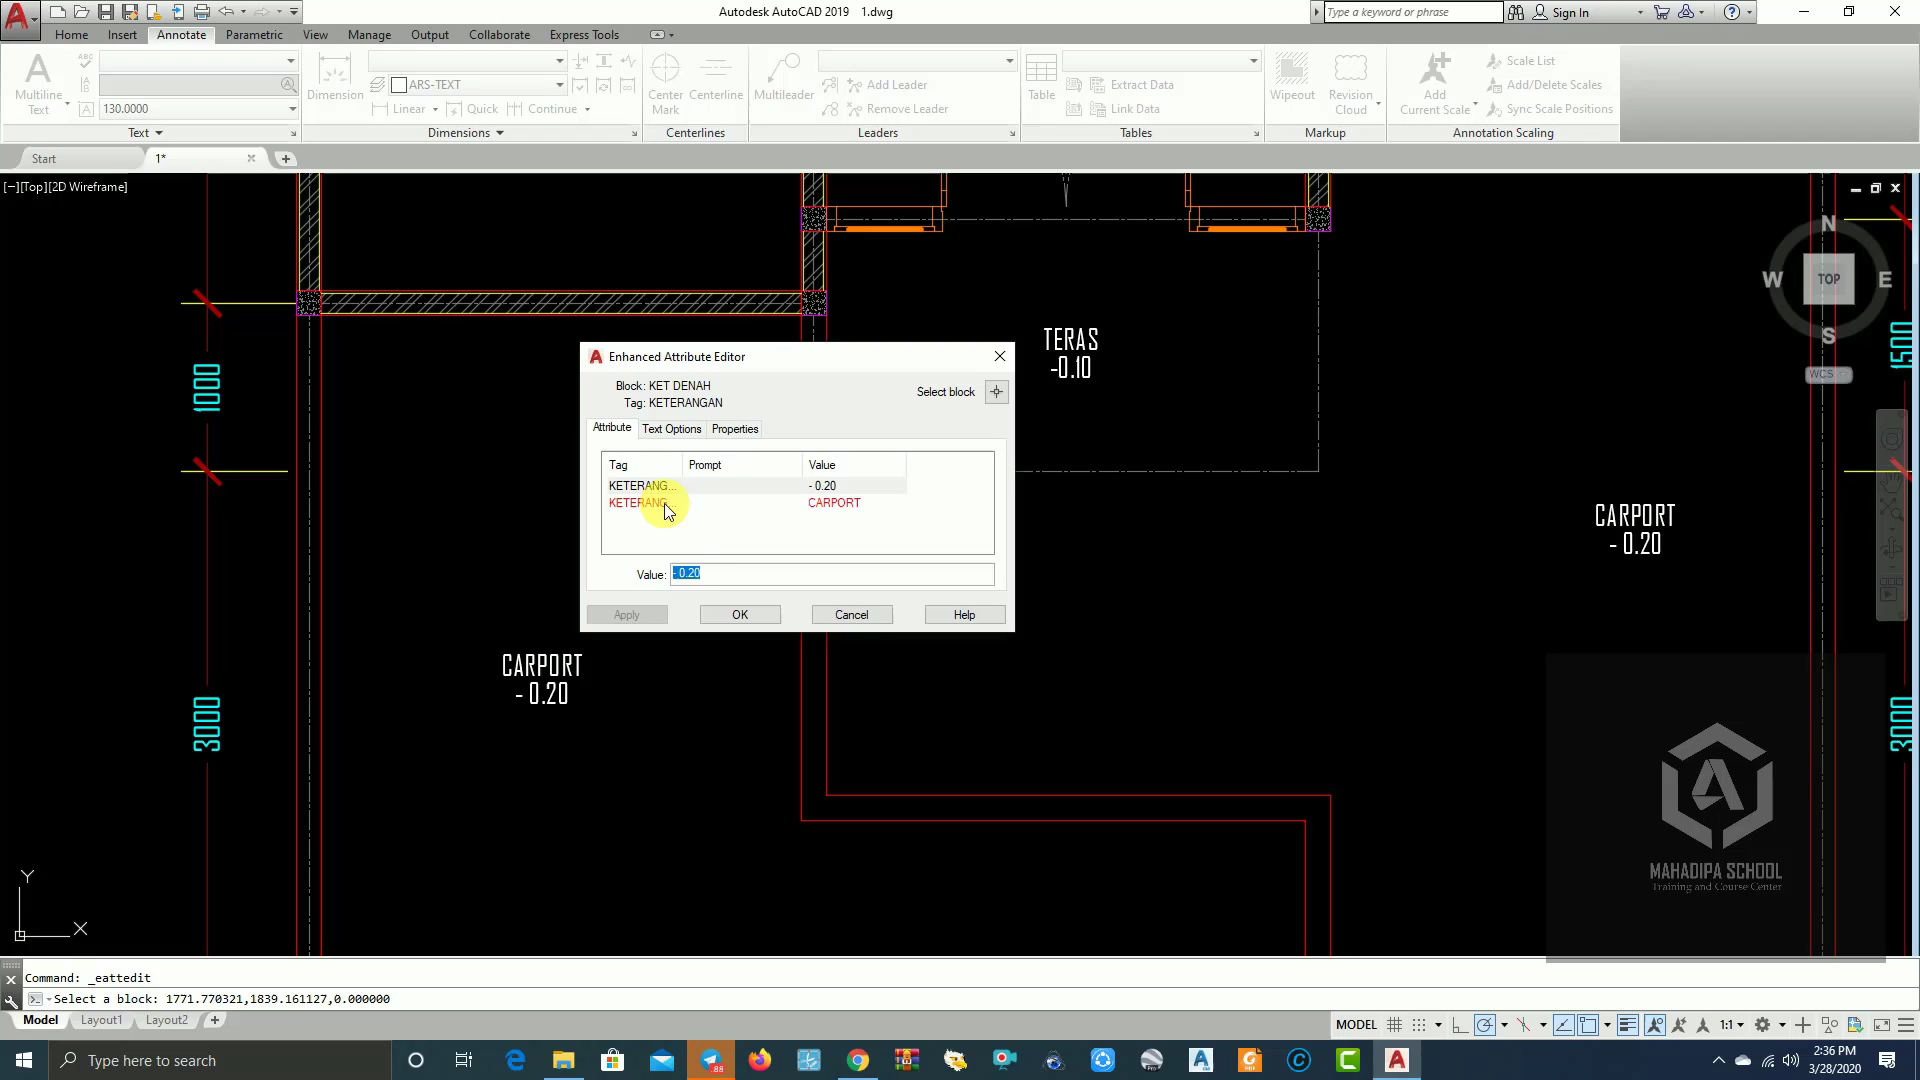 Autodesk AutoCAD 2019 1.dwg
Type a keyword or phrase
Sign In
Home Insert Annotate Parametric View Manage Output Collaborate Express Tools
Multiline Text
130.0000
Text
Dimension
ARS-TEXT
Linear Quick Continue
Dimensions
Center Mark
Centerline
Centerlines
Multileader
Add Leader
Remove Leader
Leaders
Table
Extract Data
Link Data
Tables
Wipeout
Revision Cloud
Markup
Add Current Scale
Scale List
Add/Delete Scales
Sync Scale Positions
Annotation Scaling
Start
1*
[−][Top][2D Wireframe]
N
W TOP E
S
WCS
1000
3000
1500
3000
TERAS
-0.10
CARPORT
- 0.20
CARPORT
- 0.20
Enhanced Attribute Editor
Block: KET DENAH
Tag: KETERANGAN
Select block
Attribute Text Options Properties
Tag Prompt Value
KETERANG... - 0.20
KETERANG... CARPORT
Value: - 0.20
Apply OK Cancel Help
MAHADIPA SCHOOL
Training and Course Center
Y
X
Command: _eattedit
Select a block: 1771.770321,1839.161127,0.000000
Model Layout1 Layout2
MODEL
1:1
Type here to search
88
2:36 PM
3/28/2020